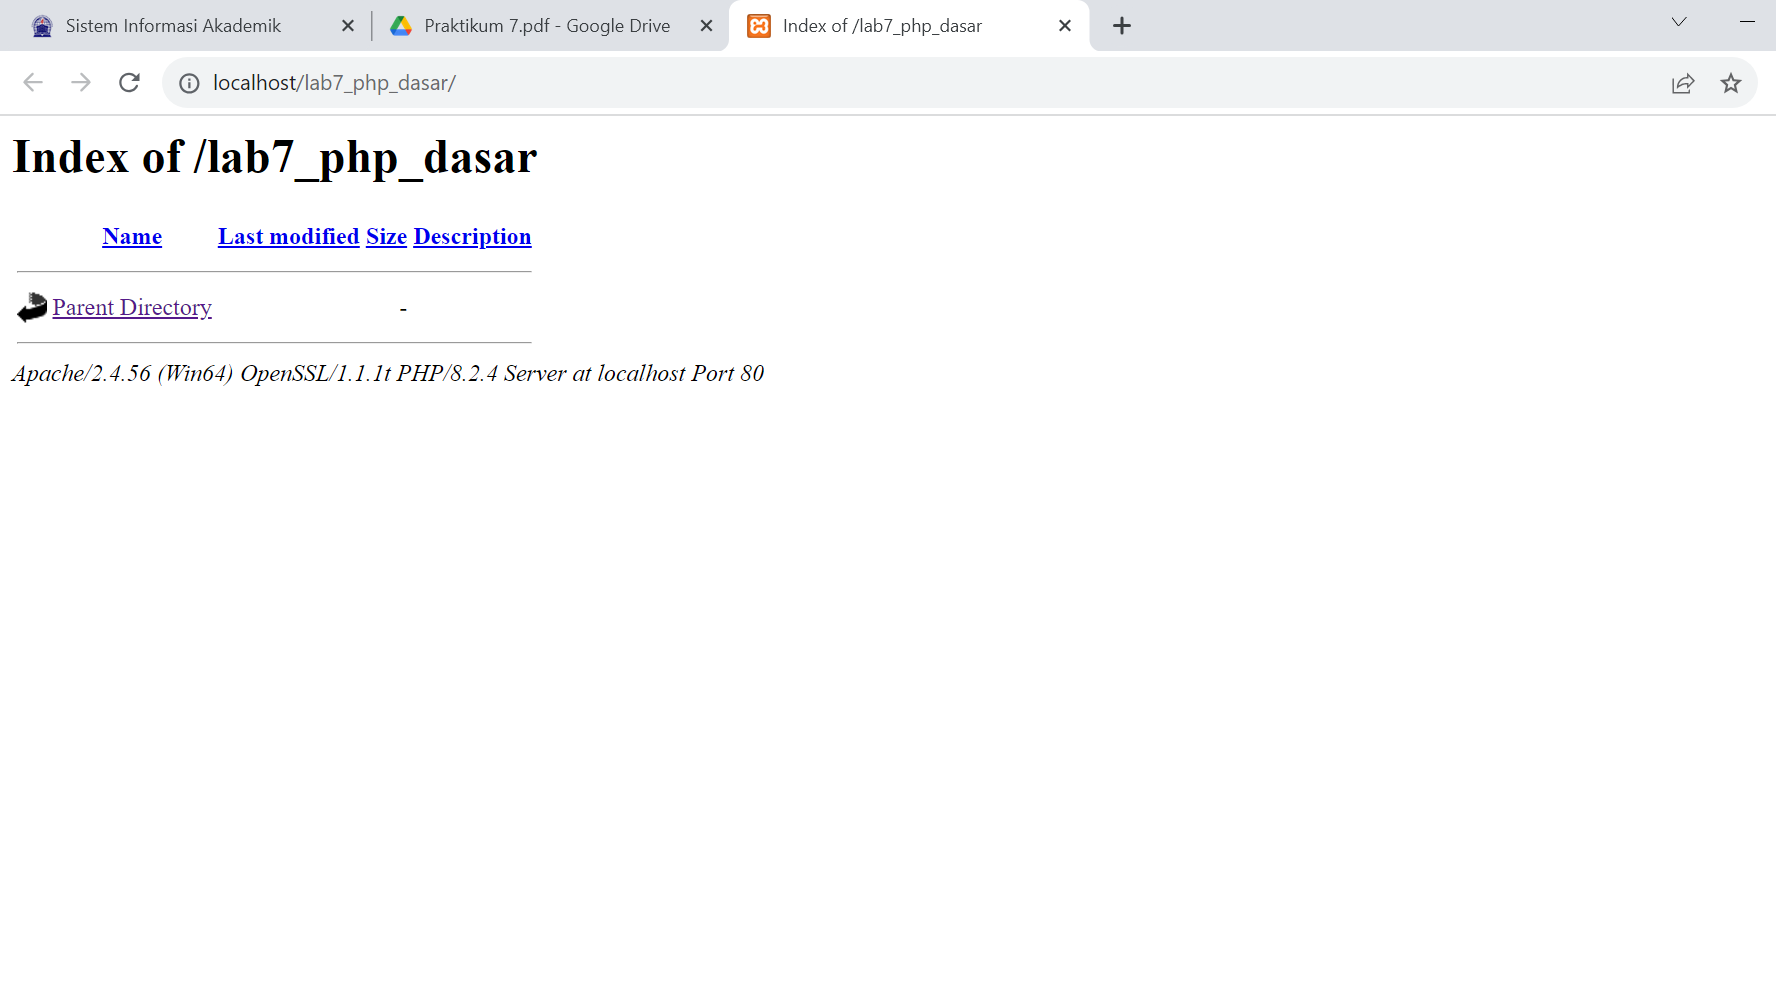 Sistem Informasi Akademik
Praktikum 7.pdf - Google Drive
Index of /lab7_php_dasar
localhost/lab7_php_dasar/
Index of /lab7_php_dasar
Name Last modified Size Description
Parent Directory -
Apache/2.4.56 (Win64) OpenSSL/1.1.1t PHP/8.2.4 Server at localhost Port 80